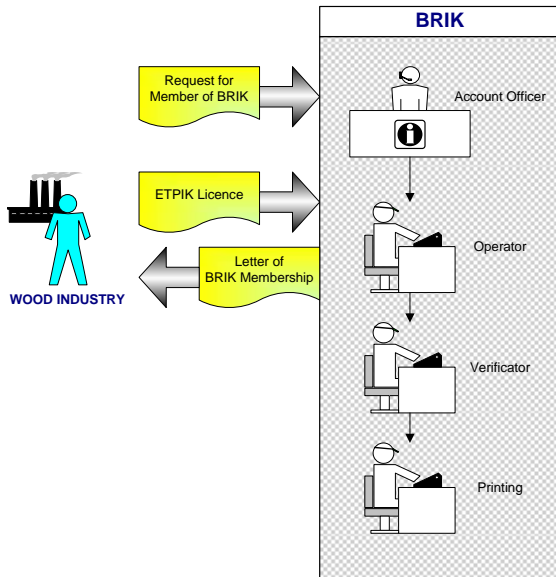 BRIK
Request for
Member of BRIK
Account Officer
ETPIK Licence
Operator
Letter of
BRIK Membership
WOOD INDUSTRY
Verificator
Printing